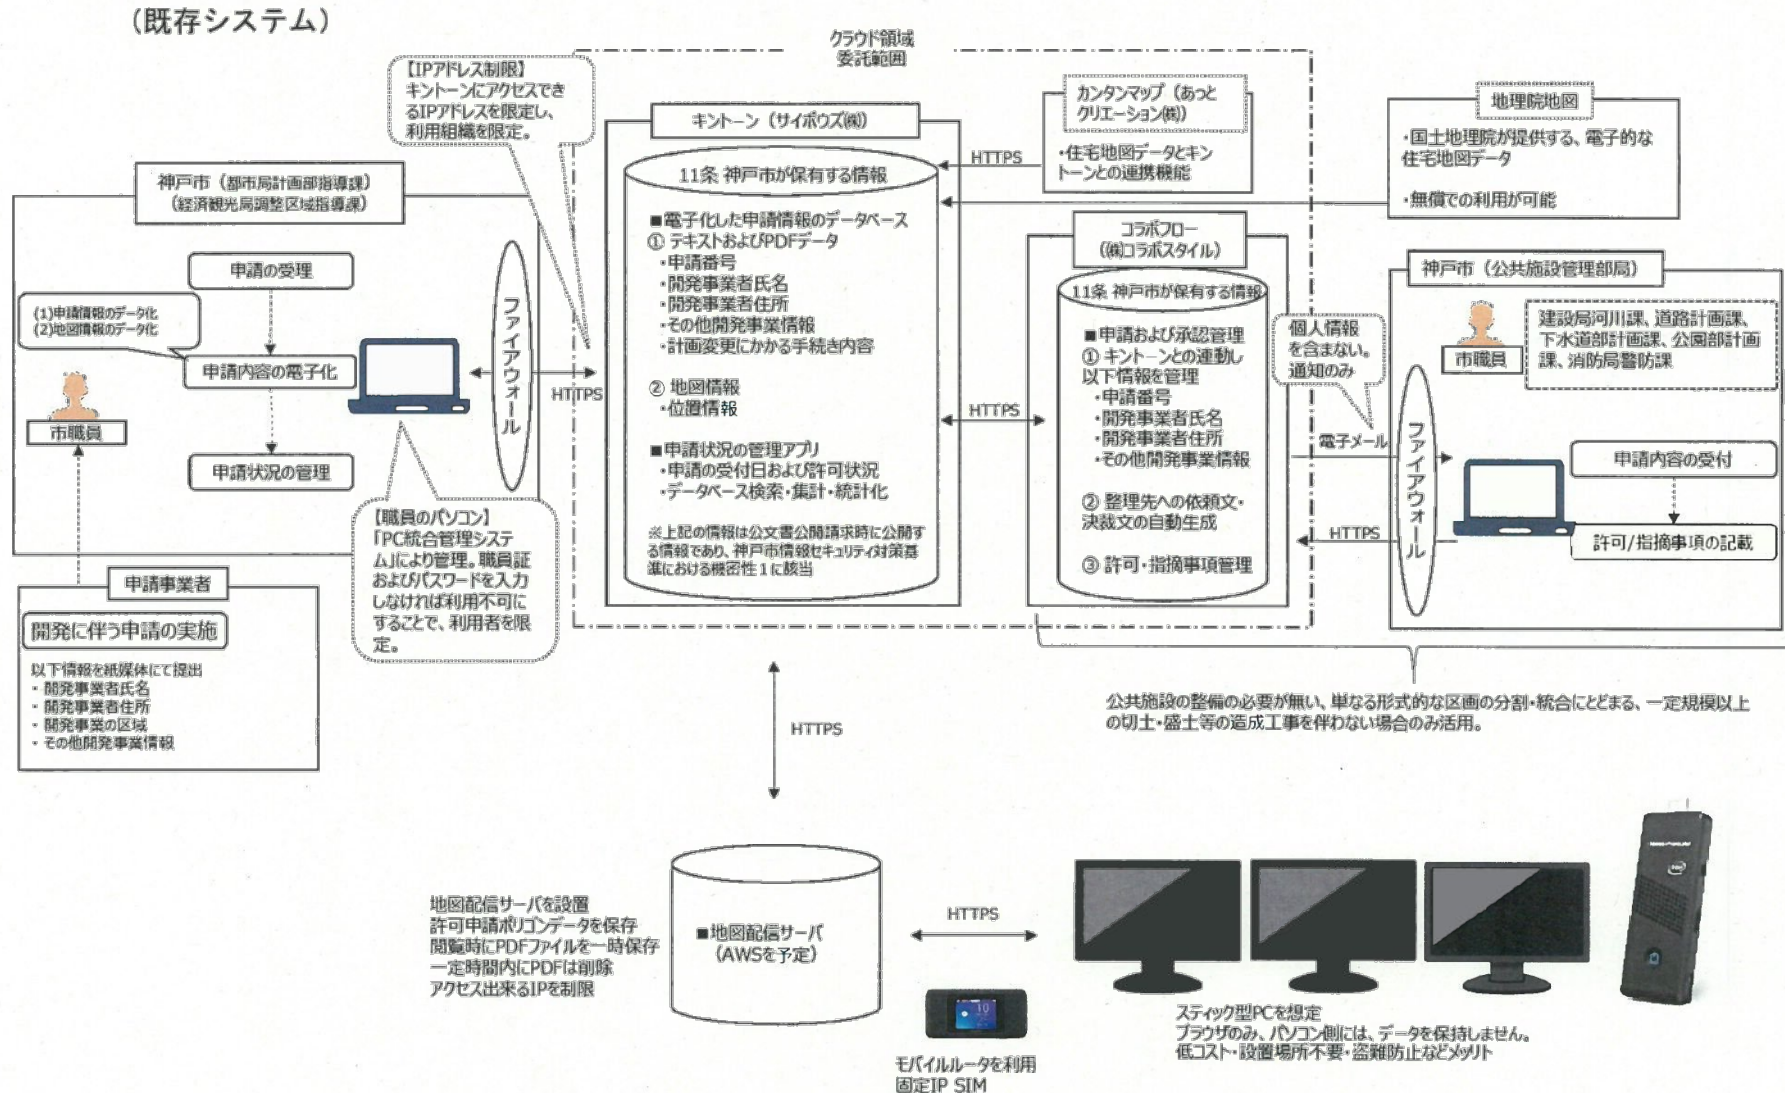 (既存システム)
クラウド領域
委託範囲
【IPアドレス制限】
キントーンにアクセスでき
るIPアドレスを限定し、
利用組織を限定。
神戸市（都市局計画部指導課）
（経済観光局調整区域指導課）
申請の受理
(1)申請情報のデータ化
(2)地図情報のデータ化
申請内容の電子化
市職員
申請状況の管理
ファイアウォール
HTTPS
【職員のパソコン】
「PC統合管理システ
ム」により管理。職員証
およびパスワードを入力
しなければ利用不可に
することで、利用者を限
定。
申請事業者
開発に伴う申請の実施
以下情報を紙媒体にて提出
・ 開発事業者氏名
・ 開発事業者住所
・ 開発事業の区域
・ その他開発事業情報
キントーン（サイボウズ㈱）
11条 神戸市が保有する情報
■電子化した申請情報のデータベース
① テキストおよびPDFデータ
・申請番号
・開発事業者氏名
・開発事業者住所
・その他開発事業情報
・計画変更にかかる手続き内容
② 地図情報
・位置情報
■申請状況の管理アプリ
・申請の受付日および許可状況
・データベース検索・集計・統計化
※上記の情報は公文書公開請求時に公開す
る情報であり、神戸市情報セキュリティ対策基
準における機密性１に該当
カンタンマップ（あっと
クリエーション㈱）
・住宅地図データとキン
トーンとの連携機能
HTTPS
地理院地図
・国土地理院が提供する、電子的な
住宅地図データ
・無償での利用が可能
コラボフロー
（㈱コラボスタイル）
11条 神戸市が保有する情報
■申請および承認管理
① キントーンとの連動し
以下情報を管理
・申請番号
・開発事業者氏名
・開発事業者住所
・その他開発事業情報
② 整理先への依頼文・
決裁文の自動生成
③ 許可・指摘事項管理
HTTPS
個人情報
を含まない。
通知のみ
電子メール
HTTPS
ファイアウォール
神戸市（公共施設管理部局）
市職員
建設局河川課、道路計画課、
下水道部計画課、公園部計画
課、消防局警防課
申請内容の受付
許可/指摘事項の記載
公共施設の整備の必要が無い、単なる形式的な区画の分割・統合にとどまる、一定規模以上
の切土・盛土等の造成工事を伴わない場合のみ活用。
HTTPS
地図配信サーバを設置
許可申請ポリゴンデータを保存
閲覧時にPDFファイルを一時保存
一定時間内にPDFは削除
アクセス出来るIPを制限
■地図配信サーバ
（AWSを予定）
HTTPS
モバイルルータを利用
固定IP SIM
スティック型PCを想定
ブラウザのみ、パソコン側には、データを保持しません。
低コスト・設置場所不要・盗難防止などメリット